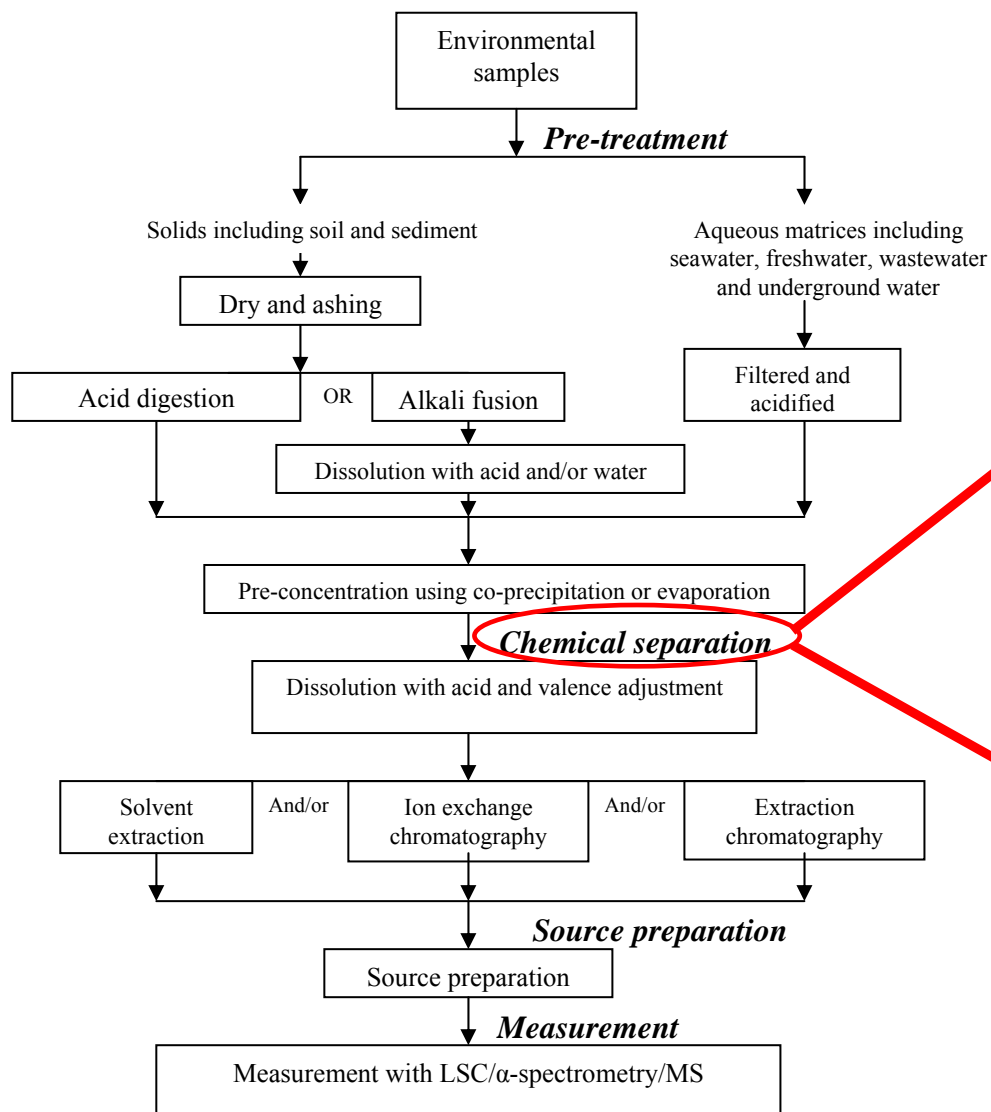 Environmental
samples
Pre-treatment
Solids including soil and sediment
Aqueous matrices including
seawater, freshwater, wastewater
and underground water
Dry and ashing
Acid digestion
OR
Alkali fusion
Filtered and
acidified
Dissolution with acid and/or water
Pre-concentration using co-precipitation or evaporation
Chemical separation
Dissolution with acid and valence adjustment
Solvent
extraction
And/or
Ion exchange
chromatography
And/or
Extraction
chromatography
Source preparation
Source preparation
Measurement
Measurement with LSC/α-spectrometry/MS